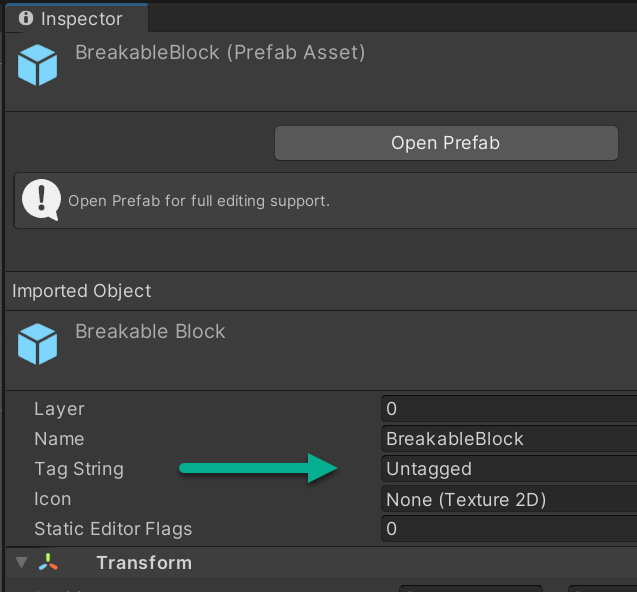 Inspector
BreakableBlock (Prefab Asset)
Open Prefab
Open Prefab for full editing support.
Imported Object
Breakable Block
Layer 0
Name BreakableBlock
Tag String Untagged
Icon None (Texture 2D)
Static Editor Flags 0
Transform